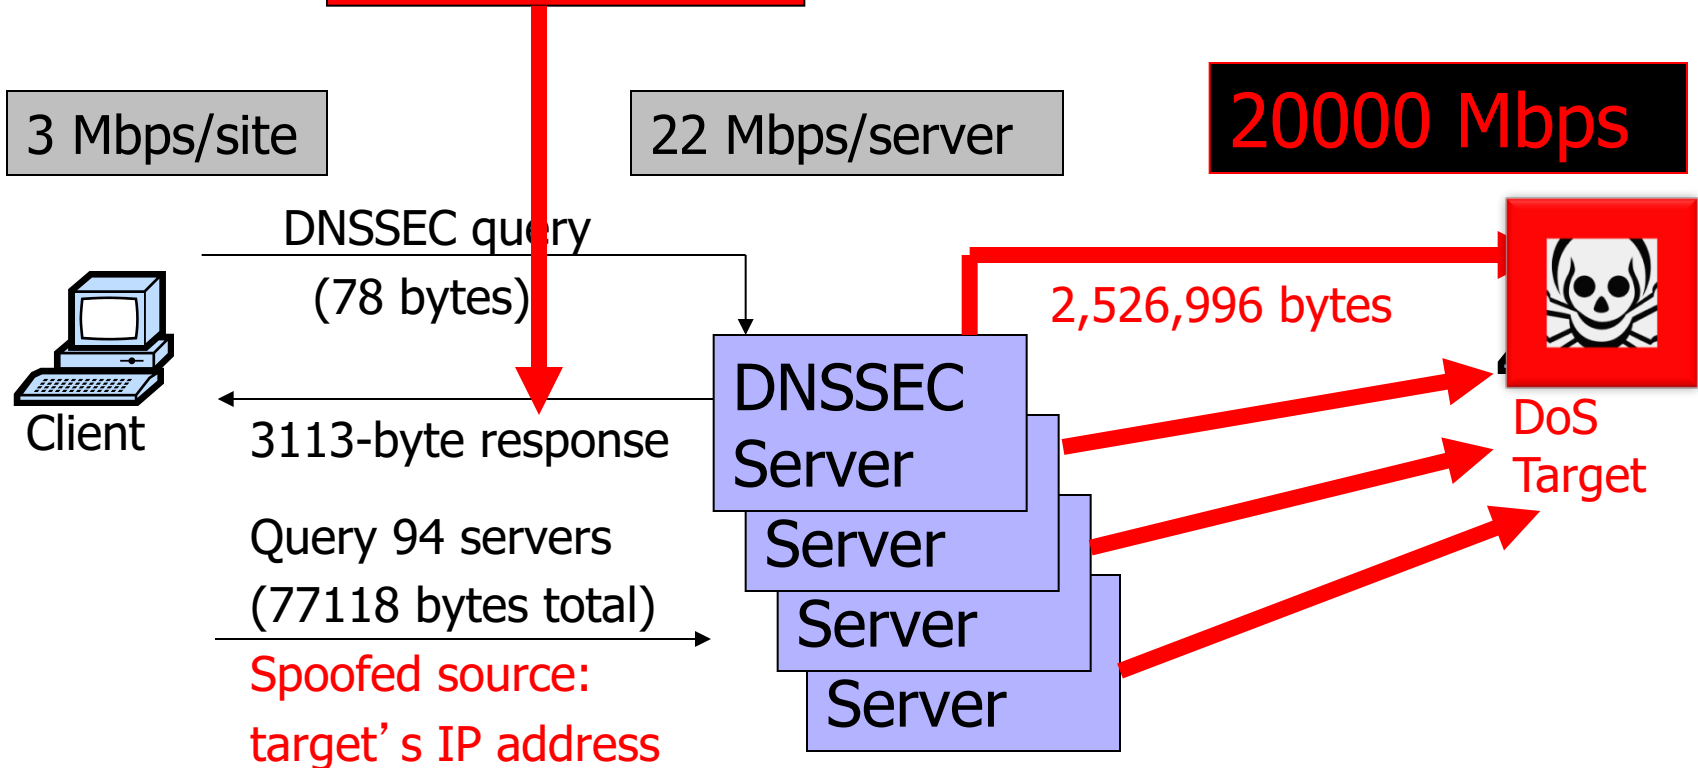 3 Mbps/site
22 Mbps/server
20000 Mbps
DNSSEC query
(78 bytes)
2,526,996 bytes
DNSSEC
Server
Client
3113-byte response
DoS
Target
Query 94 servers
(77118 bytes total)
Server
Server
Spoofed source:
target’s IP address
Server